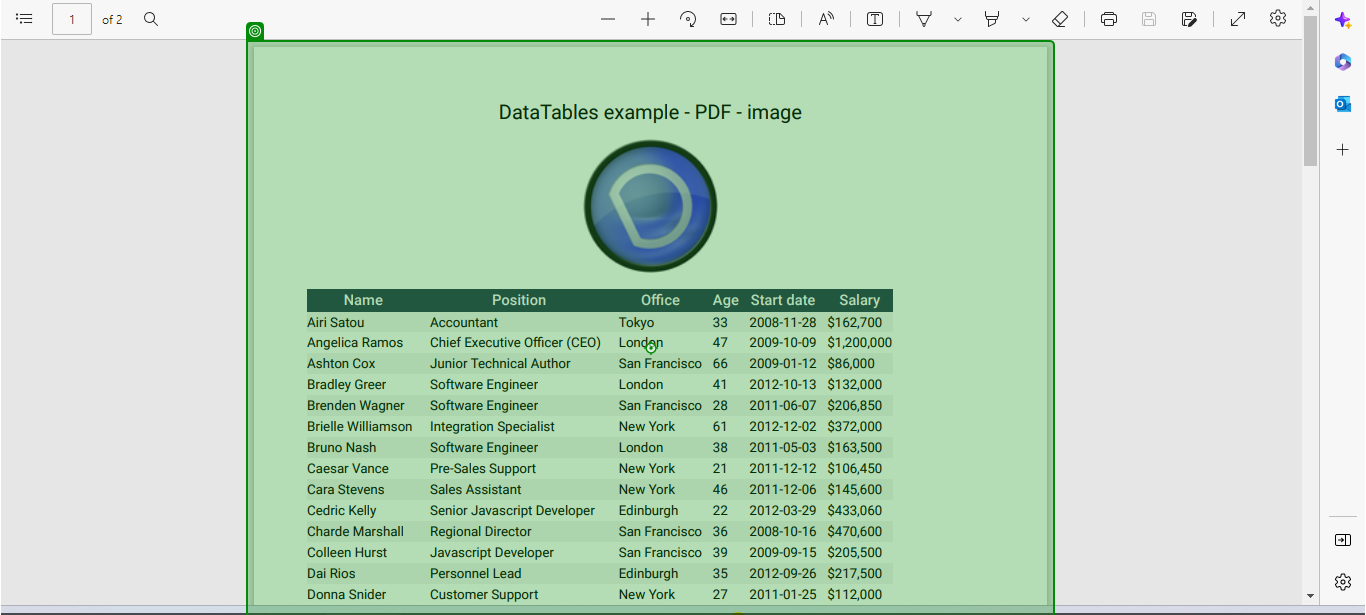 1 of 2
DataTables example - PDF - image
Name Position Office Age Start date Salary
Airi Satou Accountant Tokyo 33 2008-11-28 $162,700
Angelica Ramos Chief Executive Officer (CEO) London 47 2009-10-09 $1,200,000
Ashton Cox Junior Technical Author San Francisco 66 2009-01-12 $86,000
Bradley Greer Software Engineer London 41 2012-10-13 $132,000
Brenden Wagner Software Engineer San Francisco 28 2011-06-07 $206,850
Brielle Williamson Integration Specialist New York 61 2012-12-02 $372,000
Bruno Nash Software Engineer London 38 2011-05-03 $163,500
Caesar Vance Pre-Sales Support New York 21 2011-12-12 $106,450
Cara Stevens Sales Assistant New York 46 2011-12-06 $145,600
Cedric Kelly Senior Javascript Developer Edinburgh 22 2012-03-29 $433,060
Charde Marshall Regional Director San Francisco 36 2008-10-16 $470,600
Colleen Hurst Javascript Developer San Francisco 39 2009-09-15 $205,500
Dai Rios Personnel Lead Edinburgh 35 2012-09-26 $217,500
Donna Snider Customer Support New York 27 2011-01-25 $112,000